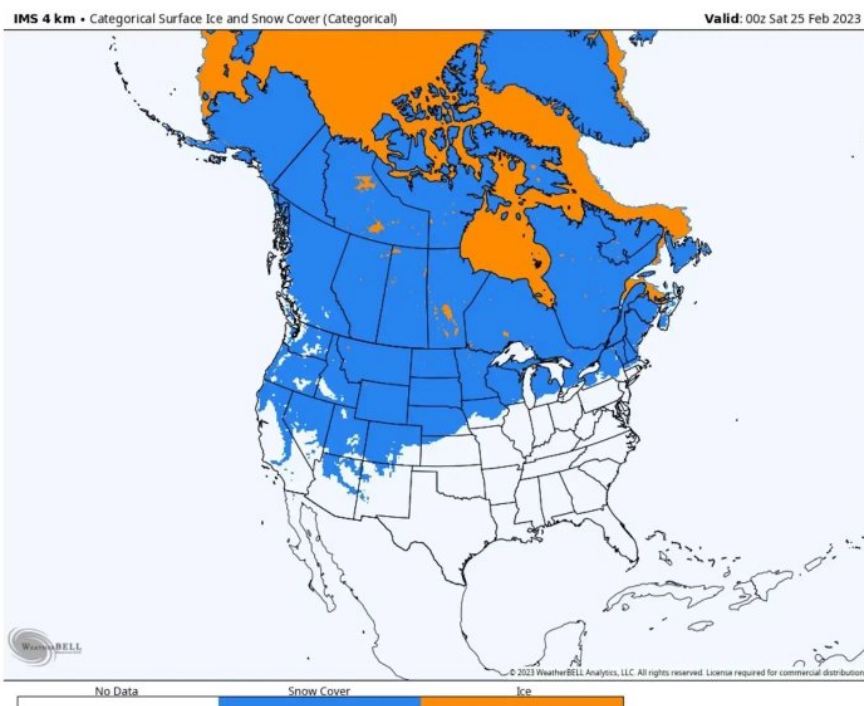 IMS 4 km • Categorical Surface Ice and Snow Cover (Categorical)
Valid: 00z Sat 25 Feb 2023
WEATHERBELL
© 2023 WeatherBELL Analytics, LLC All rights reserved. License required for commercial distribution
No Data
Snow Cover
Ice